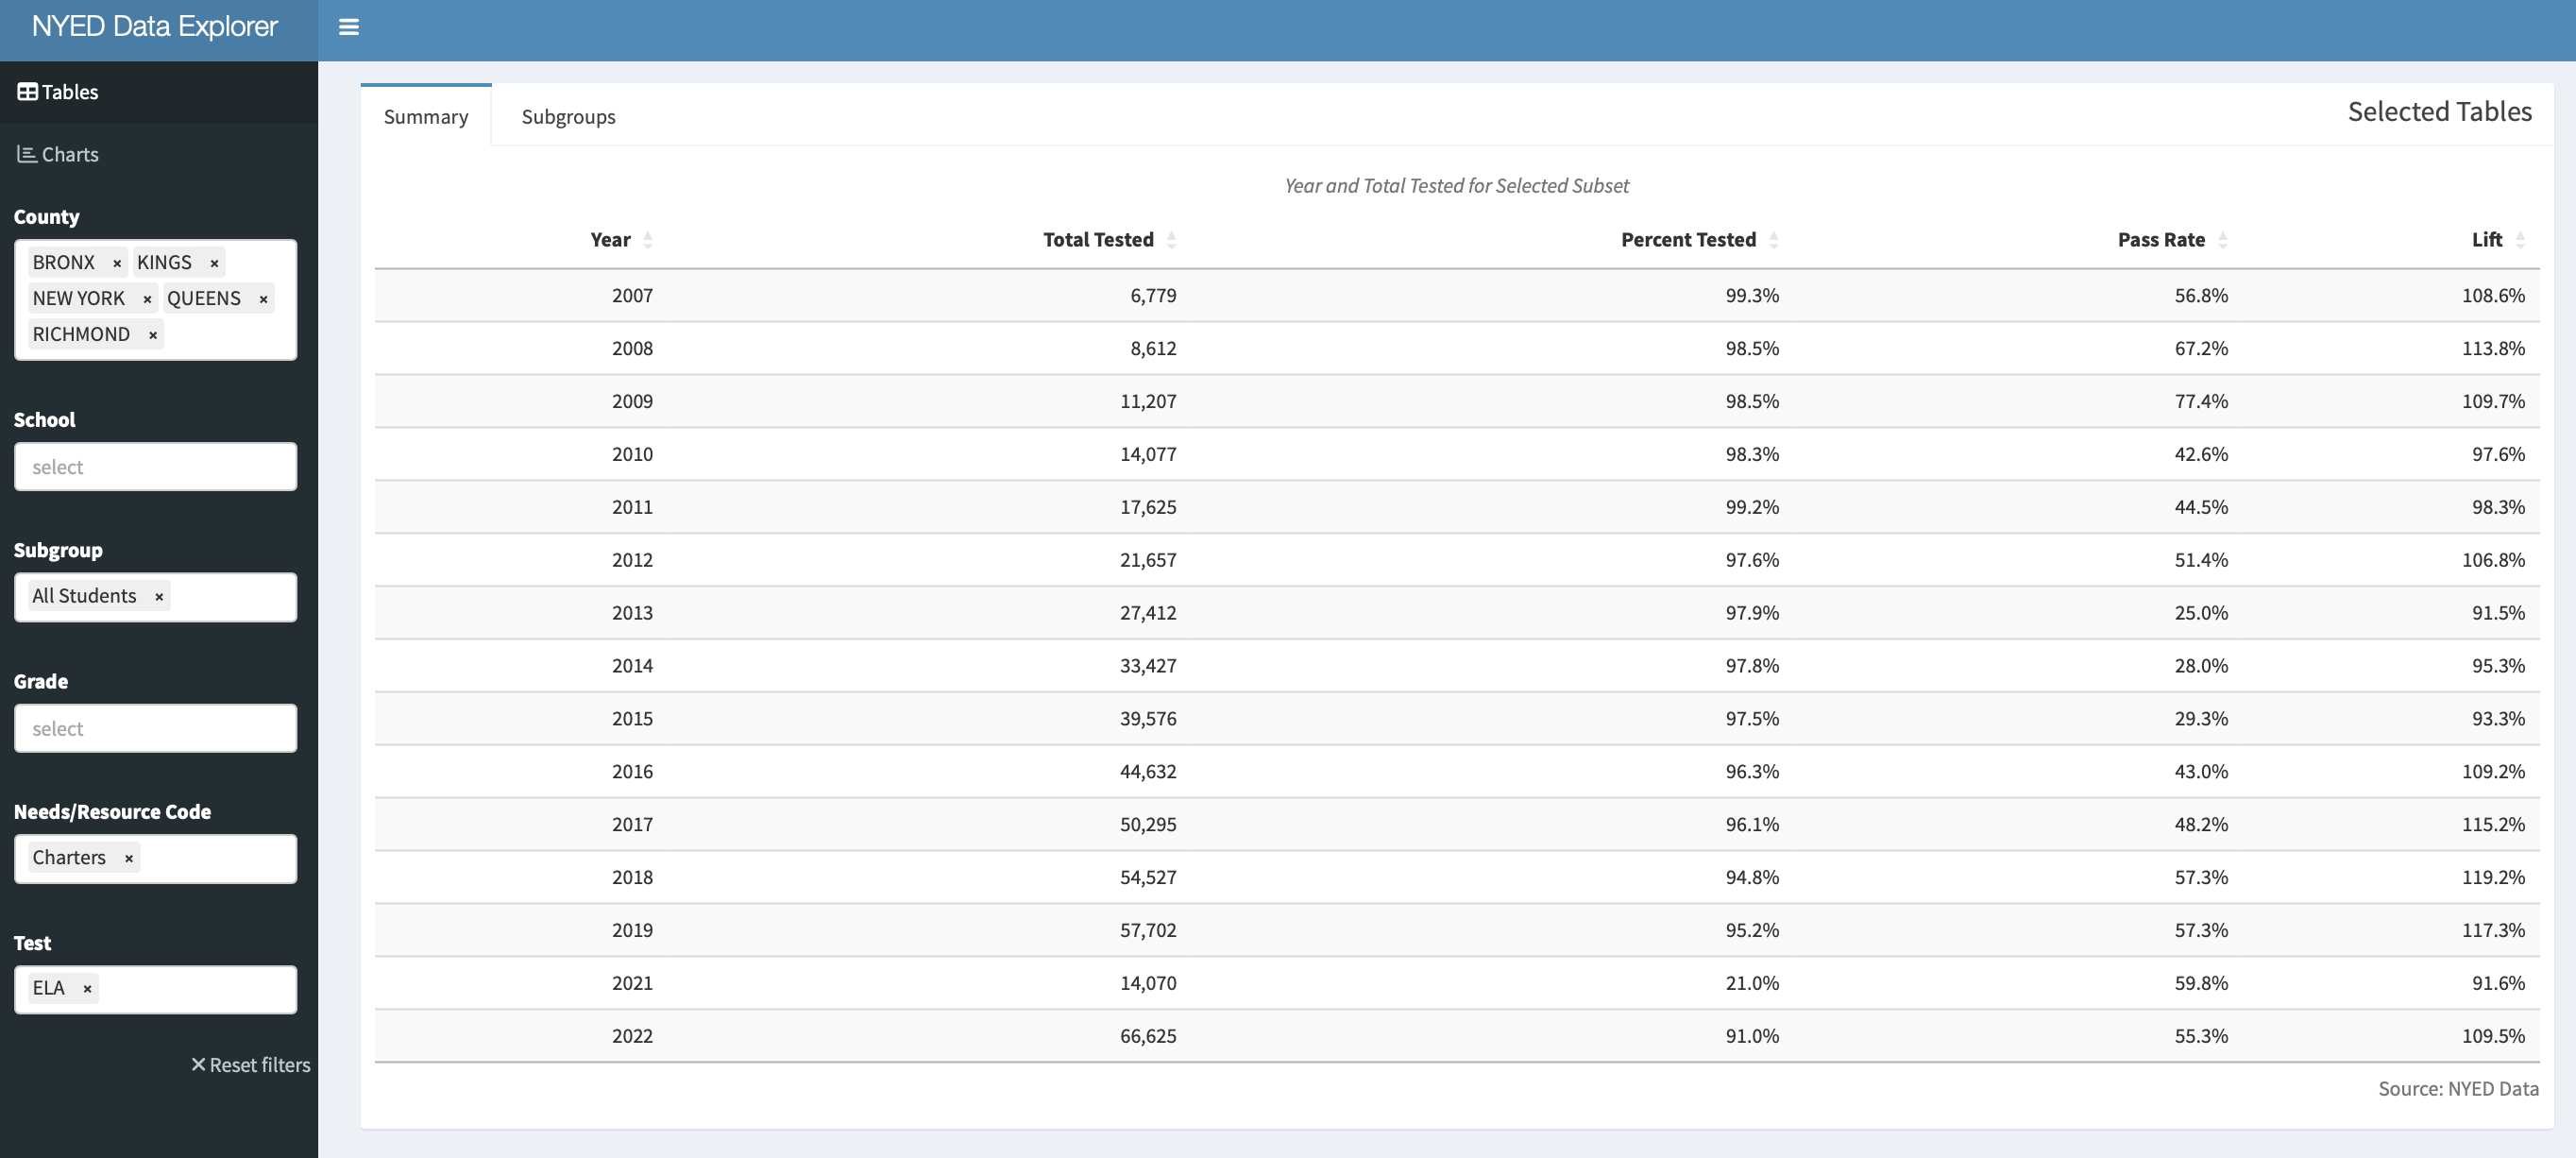 NYED Data Explorer
Tables
Charts
County
BRONX × KINGS ×
NEW YORK × QUEENS ×
RICHMOND ×
School
select
Subgroup
All Students ×
Grade
select
Needs/Resource Code
Charters ×
Test
ELA ×
× Reset filters
Summary Subgroups Selected Tables
Year and Total Tested for Selected Subset
Year Total Tested Percent Tested Pass Rate Lift
2007 6,779 99.3% 56.8% 108.6%
2008 8,612 98.5% 67.2% 113.8%
2009 11,207 98.5% 77.4% 109.7%
2010 14,077 98.3% 42.6% 97.6%
2011 17,625 99.2% 44.5% 98.3%
2012 21,657 97.6% 51.4% 106.8%
2013 27,412 97.9% 25.0% 91.5%
2014 33,427 97.8% 28.0% 95.3%
2015 39,576 97.5% 29.3% 93.3%
2016 44,632 96.3% 43.0% 109.2%
2017 50,295 96.1% 48.2% 115.2%
2018 54,527 94.8% 57.3% 119.2%
2019 57,702 95.2% 57.3% 117.3%
2021 14,070 21.0% 59.8% 91.6%
2022 66,625 91.0% 55.3% 109.5%
Source: NYED Data